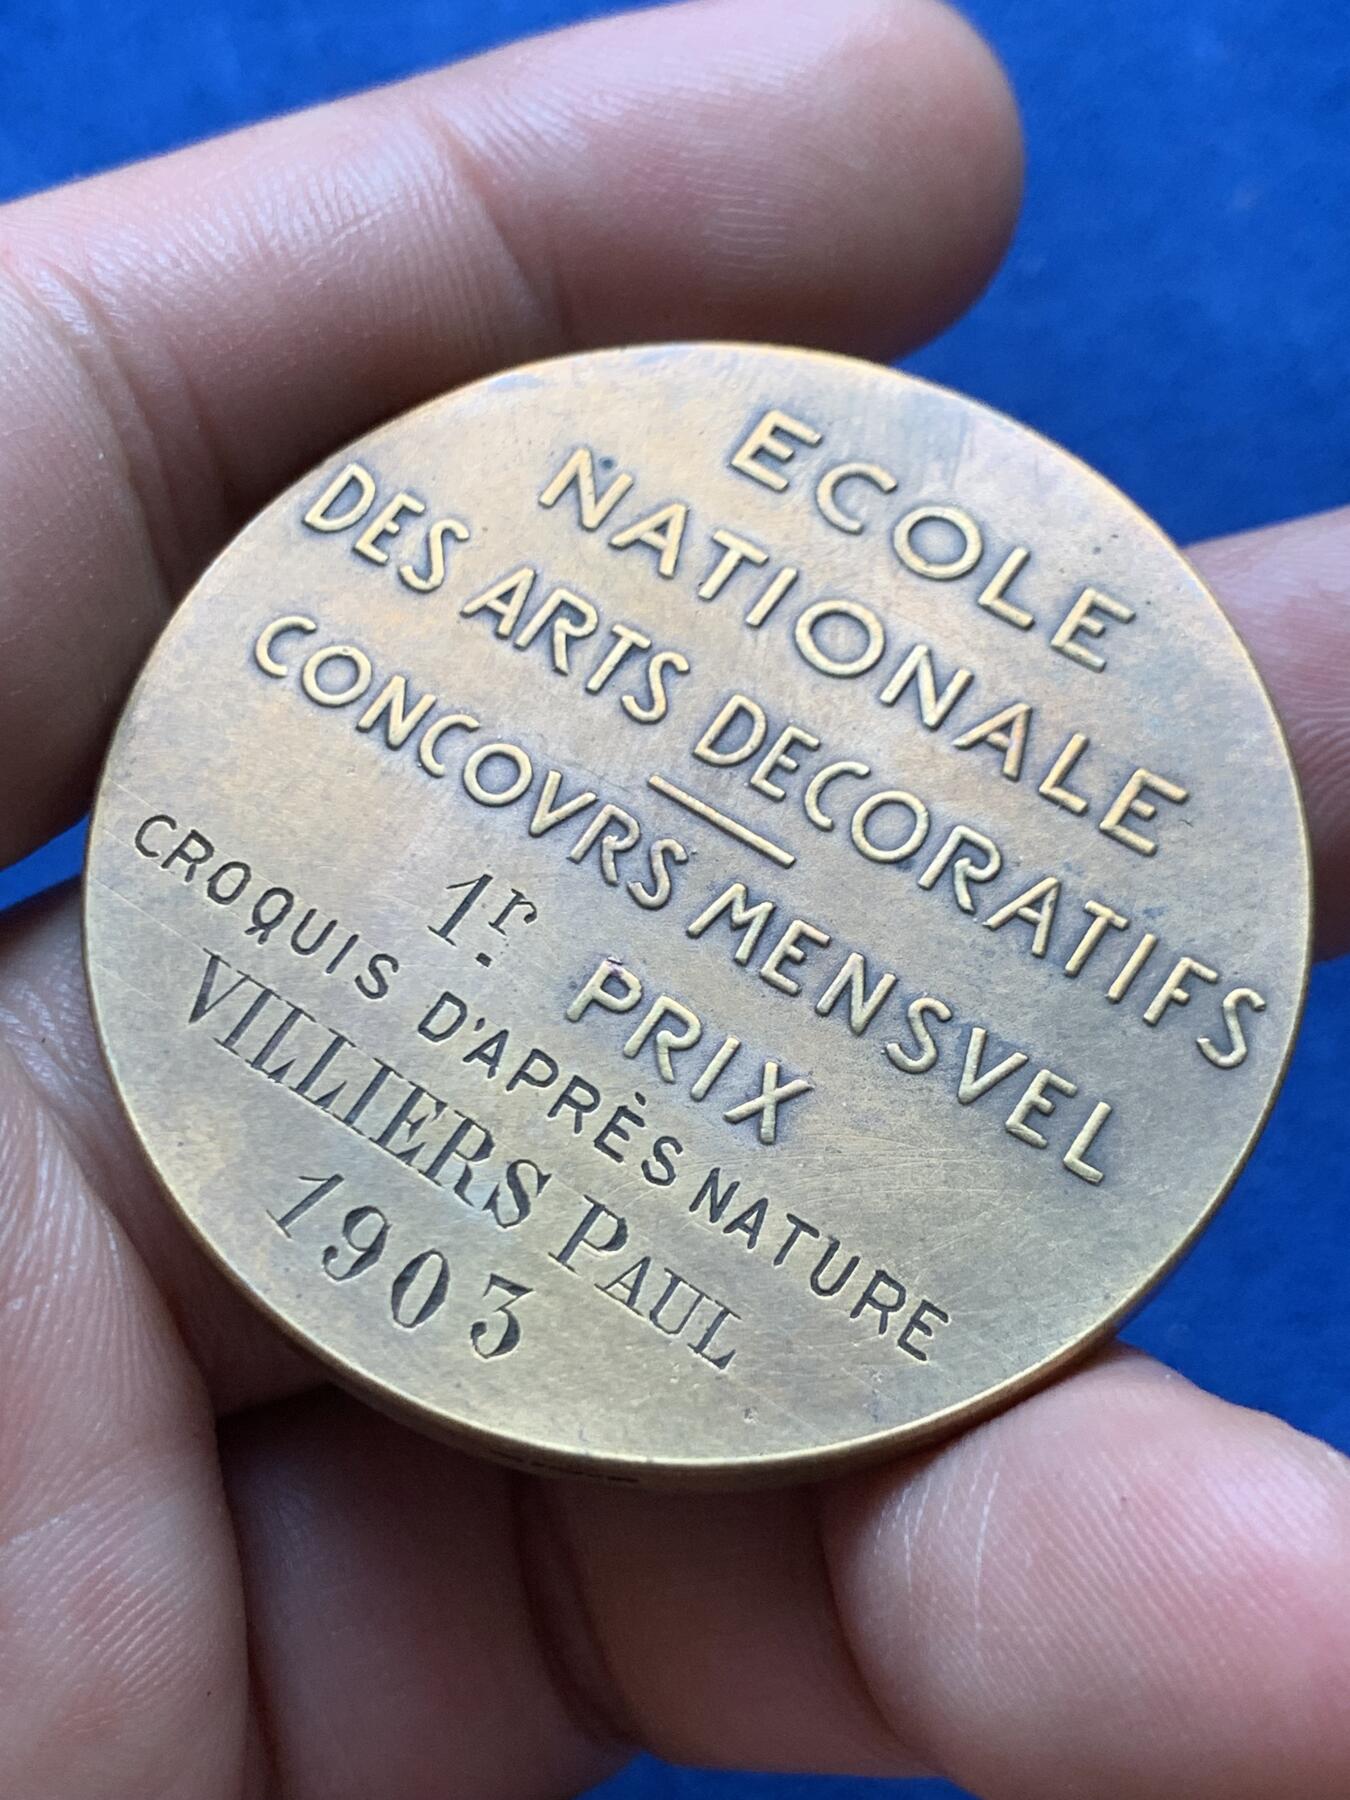 ECOLE
NATIONALE
DES ARTS DECORATIFS
CONCOVRS MENSVEL
1r. PRIX
CROQUIS D'APRÈS NATURE
VILLIERS PAUL
1903